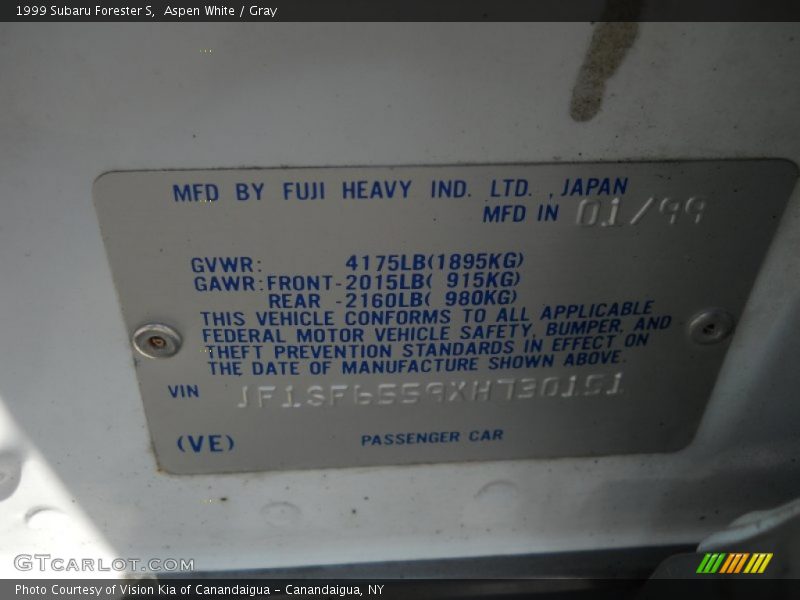 1999 Subaru Forester S,  Aspen White / Gray
MFD BY FUJI HEAVY IND. LTD. , JAPAN
MFD IN 01/99
GVWR: 4175LB(1895KG)
GAWR:FRONT-2015LB( 915KG)
REAR -2160LB( 980KG)
THIS VEHICLE CONFORMS TO ALL APPLICABLE
FEDERAL MOTOR VEHICLE SAFETY, BUMPER, AND
THEFT PREVENTION STANDARDS IN EFFECT ON
THE DATE OF MANUFACTURE SHOWN ABOVE.
VIN JF1SF6559XH730151
(VE) PASSENGER CAR
GTCARLOT.COM
Photo Courtesy of Vision Kia of Canandaigua - Canandaigua, NY